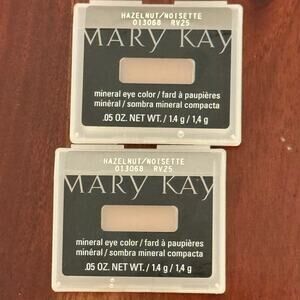 HAZELNUT/NOISETTE
013068 RV25
MARY KAY
mineral eye color / fard à paupières
minéral / sombra mineral compacta
.05 OZ. NET WT. / 1.4 g / 1,4 g
HAZELNUT/NOISETTE
013068 RV25
MARY KAY
mineral eye color / fard à paupières
minéral / sombra mineral compacta
.05 OZ. NET WT. / 1.4 g / 1,4 g